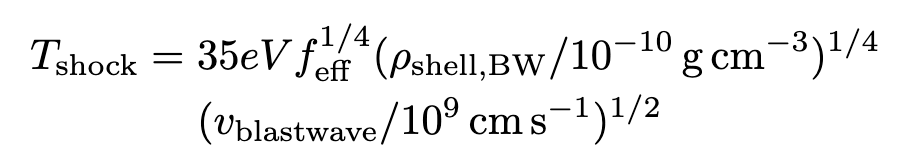 T_shock = 35eV f_eff^{1/4} (ρ_shell,BW/10^{−10} g cm^{−3})^{1/4}
(v_blastwave/10^9 cm s^{−1})^{1/2}